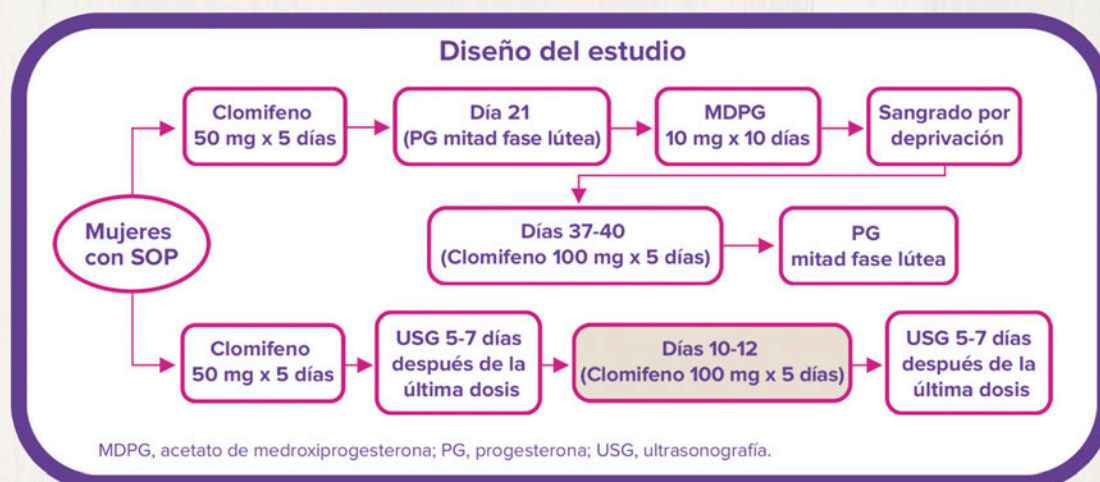 Diseño del estudio
Clomifeno
50 mg x 5 días
Día 21
(PG mitad fase lútea)
MDPG
10 mg x 10 días
Sangrado por
deprivación
Mujeres
con SOP
Días 37-40
(Clomifeno 100 mg x 5 días)
PG
mitad fase lútea
Clomifeno
50 mg x 5 días
USG 5-7 días
después de la
última dosis
Días 10-12
(Clomifeno 100 mg x 5 días)
USG 5-7 días
después de la
última dosis
MDPG, acetato de medroxiprogesterona; PG, progesterona; USG, ultrasonografía.